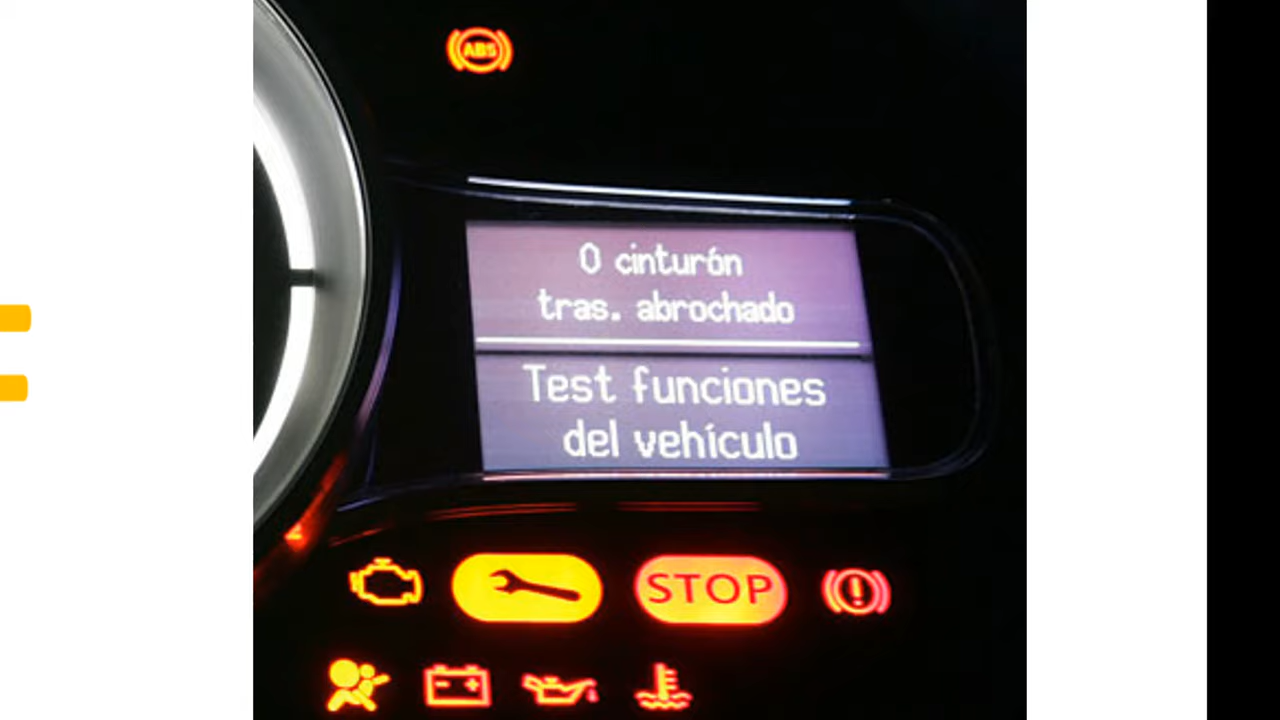 ABS
0 cinturón
tras. abrochado
Test funciones
del vehículo
STOP